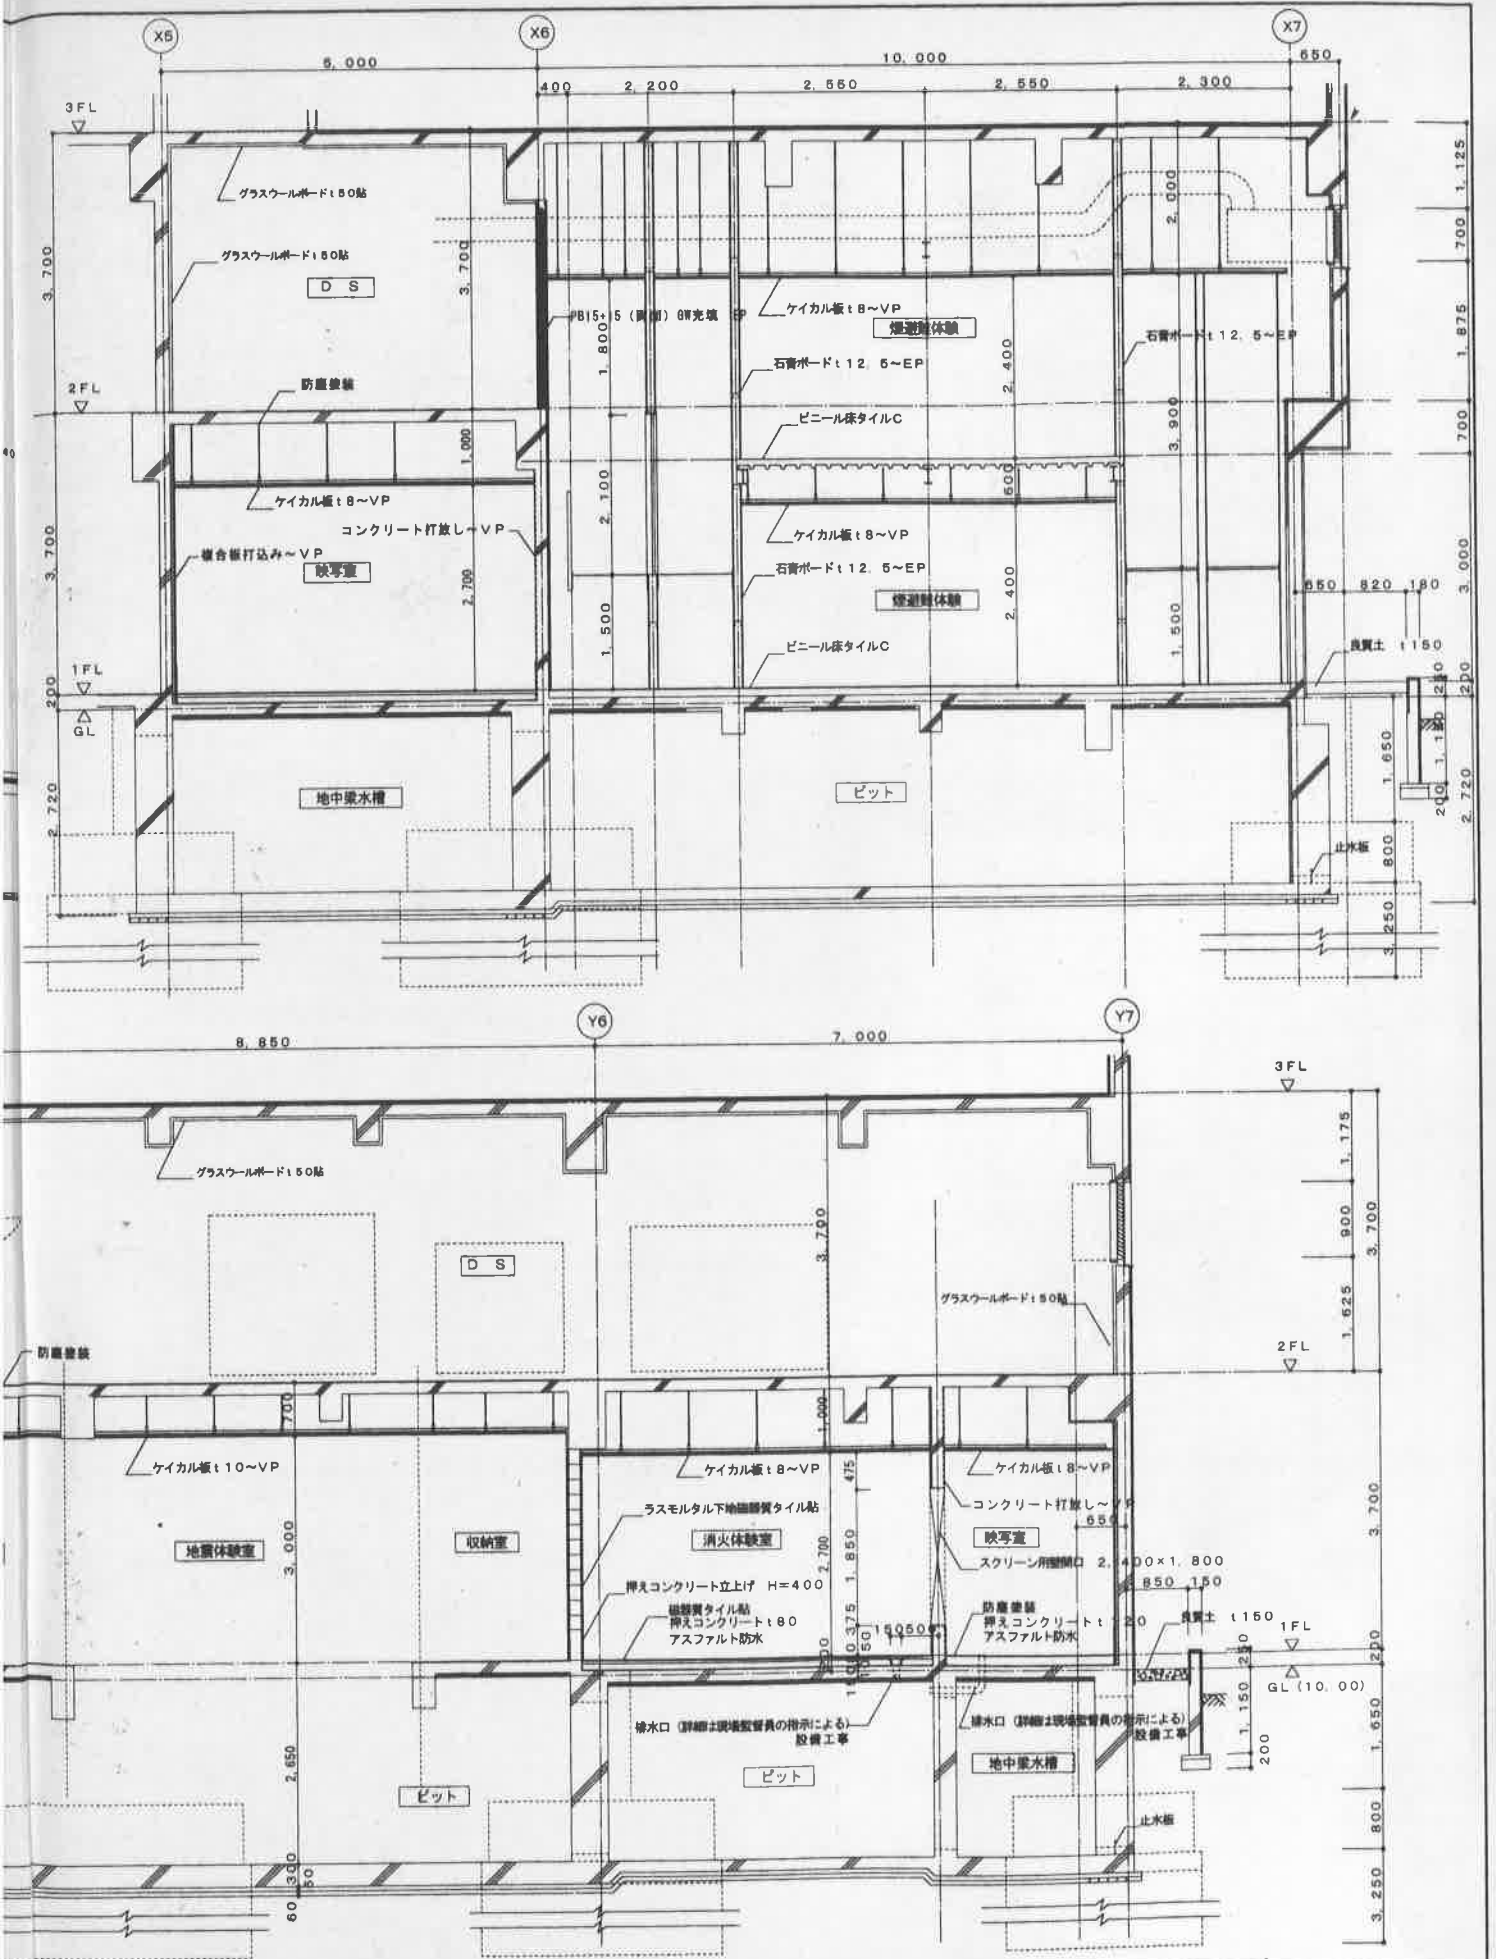 X5
X6
X7
5,000
10,000
650
400
2,200
2,550
2,550
2,300
3FL
グラスウールボードt50貼
1,125
2,000
700
3,700
グラスウールボードt50貼
3,700
D S
ケイカル板t8~VP
煙避難体験
石膏ボードt12.5~EP
1,800
石膏ボードt12.5~EP
2,400
1,875
2FL
防塵塗装
ビニール床タイルC
3,900
700
1,000
600
ケイカル板t8~VP
2,100
コンクリート打放し~VP
ケイカル板t8~VP
複合板打込み~VP
映写室
3,700
2,700
石膏ボードt12.5~EP
煙避難体験
2,400
3,000
650 820 180
1,500
1,500
ビニール床タイルC
良質土 t150
1FL
200
GL
250
200
1,650
地中梁水槽
ピット
2,720
200
2,720
止水板
800
3,250
Y6
Y7
8,850
7,000
3FL
1,175
グラスウールボードt50貼
3,700
900
3,700
D S
グラスウールボードt50貼
1,625
防塵塗装
2FL
700
1,000
ケイカル板t10~VP
ケイカル板t8~VP
475
ケイカル板t8~VP
ラスモルタル下地磁器質タイル貼
コンクリート打放し~VP
650
3,700
地震体験室
収納室
消火体験室
映写室
3,000
2,700
1,850
スクリーン用壁開口 2,400×1,800
押えコンクリート立上げ H=400
850 150
磁器質タイル貼
押えコンクリートt80
アスファルト防水
375
150
500
防塵塗装
押えコンクリートt120
アスファルト防水
良質土 t150
1FL
250
200
GL(10.00)
排水口(詳細は現場監督員の指示による)
設備工事
排水口(詳細は現場監督員の指示による)
設備工事
1,150
1,650
200
2,650
ピット
ピット
地中梁水槽
止水板
800
300
50
60
3,250